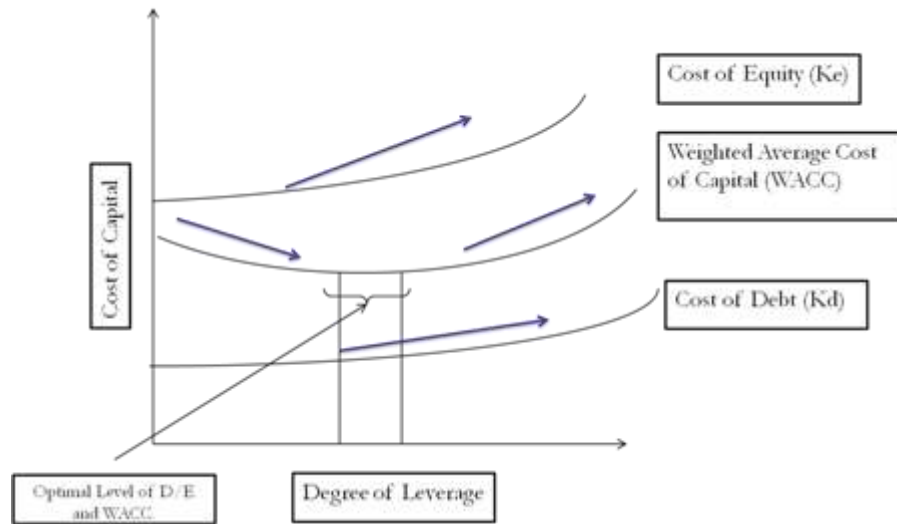 Cost of Equity (Ke)
Weighted Average Cost
of Capital (WACC)
Cost of Capital
Cost of Debt (Kd)
Optimal Level of D/E
and WACC.
Degree of Leverage